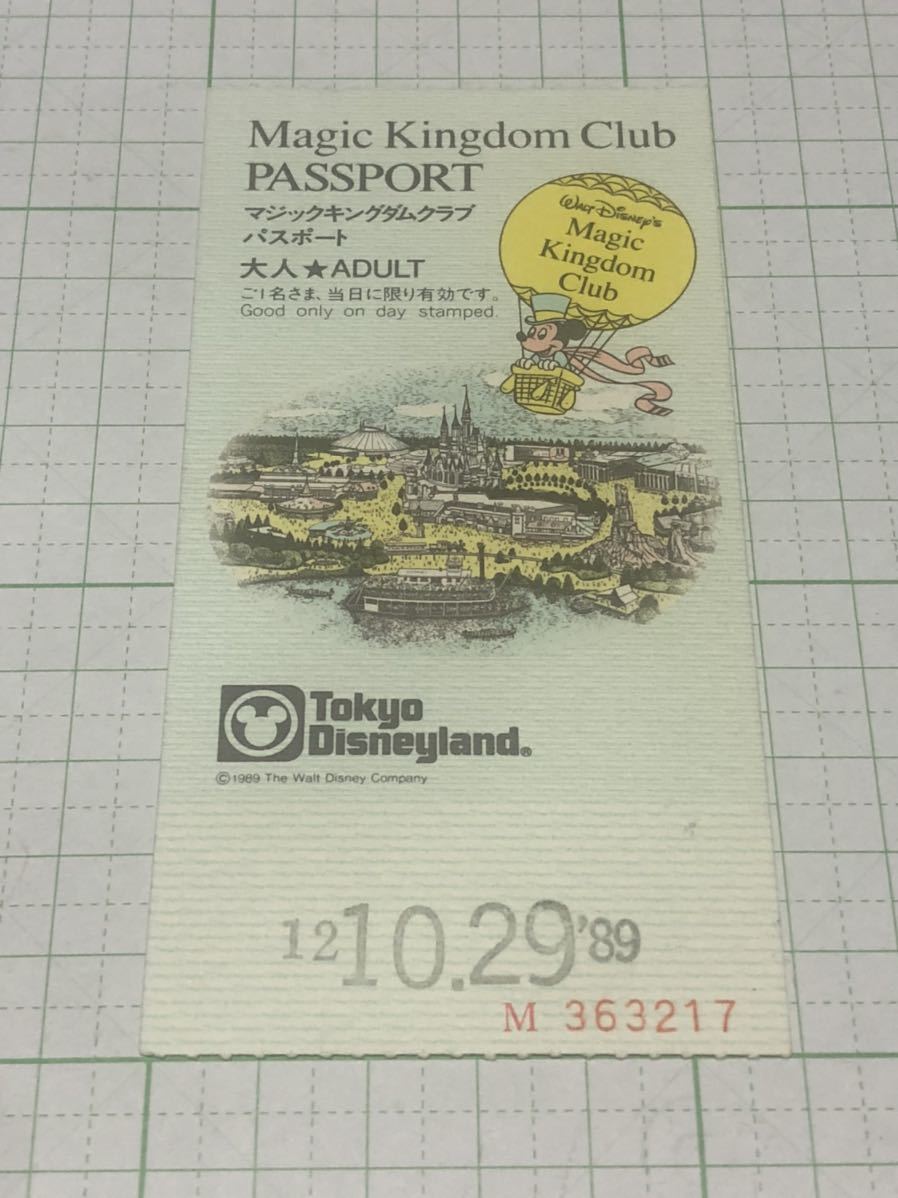 Magic Kingdom Club
PASSPORT
マジックキングダムクラブ
パスポート
大人★ADULT
ご1名さま、当日に限り有効です。
Good only on day stamped.
WALT DISNEY'S
Magic
Kingdom
Club
Tokyo
Disneyland®
©1989 The Walt Disney Company
12 10.29 '89
M 363217